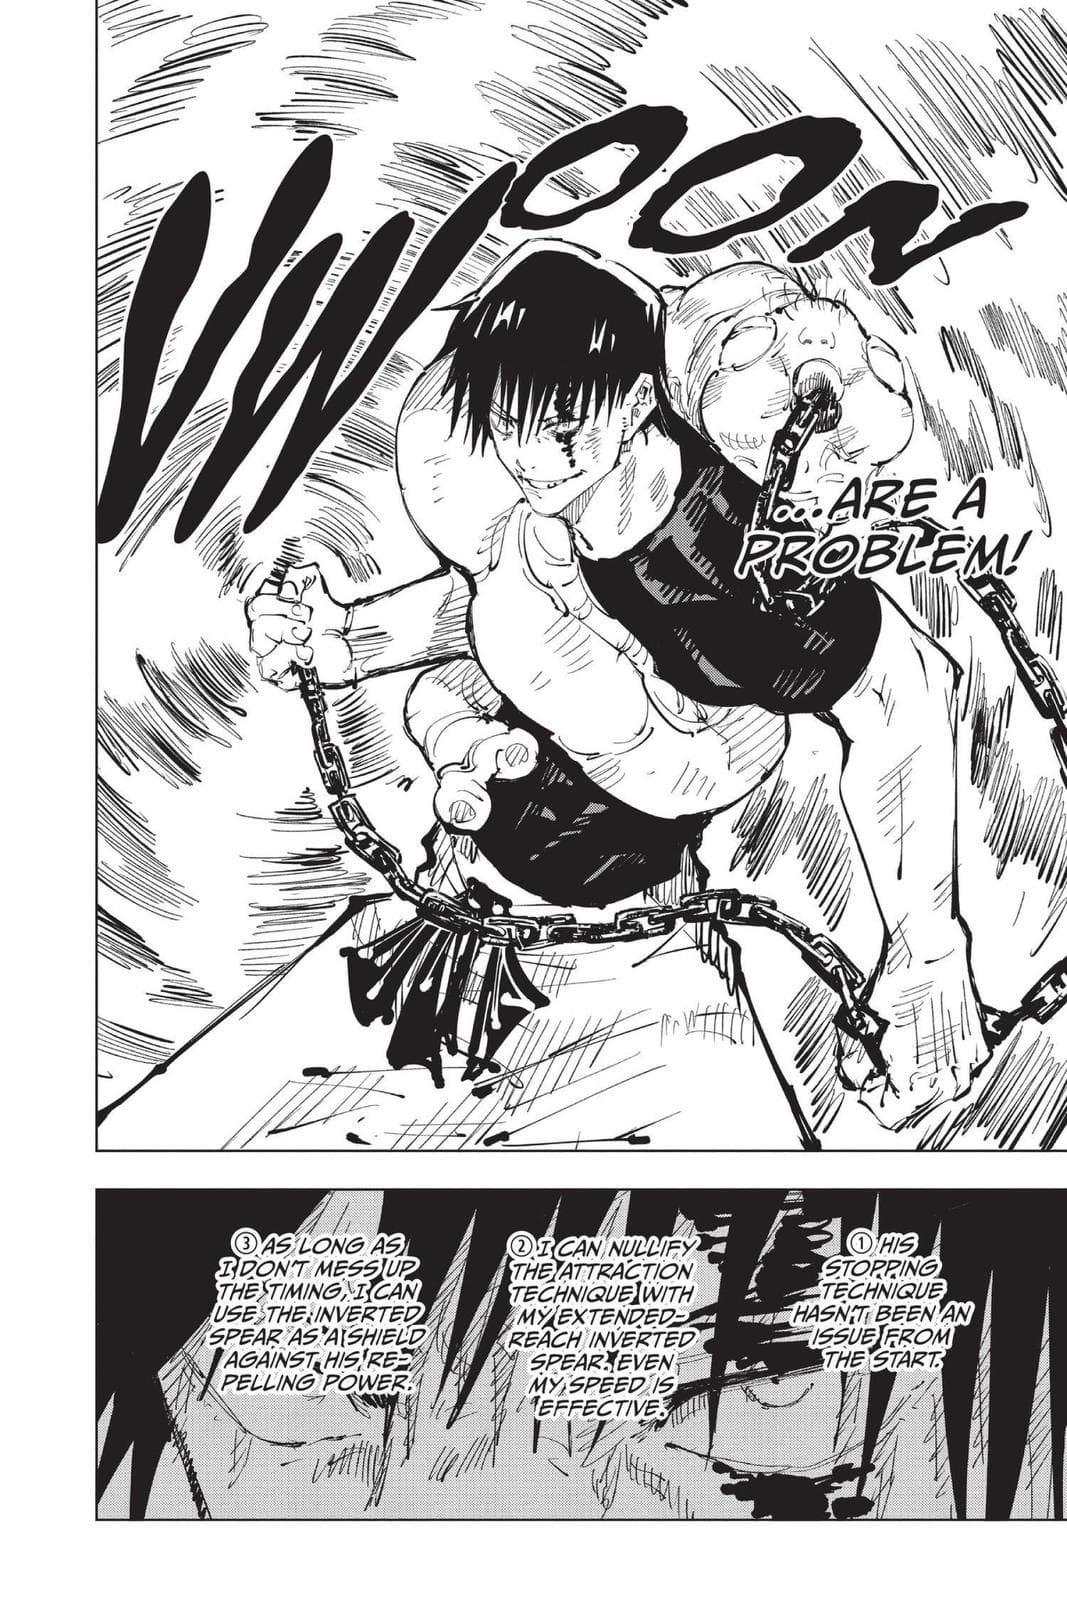 VWOOON
...ARE A
PROBLEM!
① HIS
STOPPING
TECHNIQUE
HASN'T BEEN AN
ISSUE FROM
THE START.
② I CAN NULLIFY
THE ATTRACTION
TECHNIQUE WITH
MY EXTENDED-
REACH INVERTED
SPEAR. EVEN
MY SPEED IS
EFFECTIVE.
③ AS LONG AS
I DON'T MESS UP
THE TIMING, I CAN
USE THE INVERTED
SPEAR AS A SHIELD
AGAINST HIS RE-
PELLING POWER.